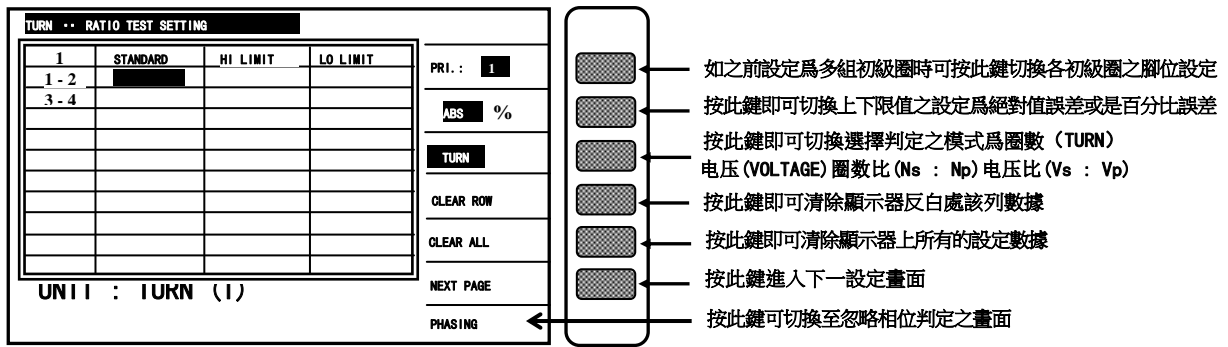 TURN ·· RATIO TEST SETTING
1 STANDARD HI LIMIT LO LIMIT
1 - 2
3 - 4
UNIT : TURN (T)
PRI.: 1
ABS %
TURN
CLEAR ROW
CLEAR ALL
NEXT PAGE
PHASING
如之前設定爲多組初級圈時可按此鍵切換各初級圈之腳位設定
按此鍵即可切換上下限值之設定爲絕對值誤差或是百分比誤差
按此鍵即可切換選擇判定之模式爲圈數（TURN）
电压(VOLTAGE)圈数比(Ns : Np)电压比(Vs : Vp)
按此鍵即可清除顯示器反白處該列數據
按此鍵即可清除顯示器上所有的設定數據
按此鍵進入下一設定畫面
按此鍵可切換至忽略相位判定之畫面